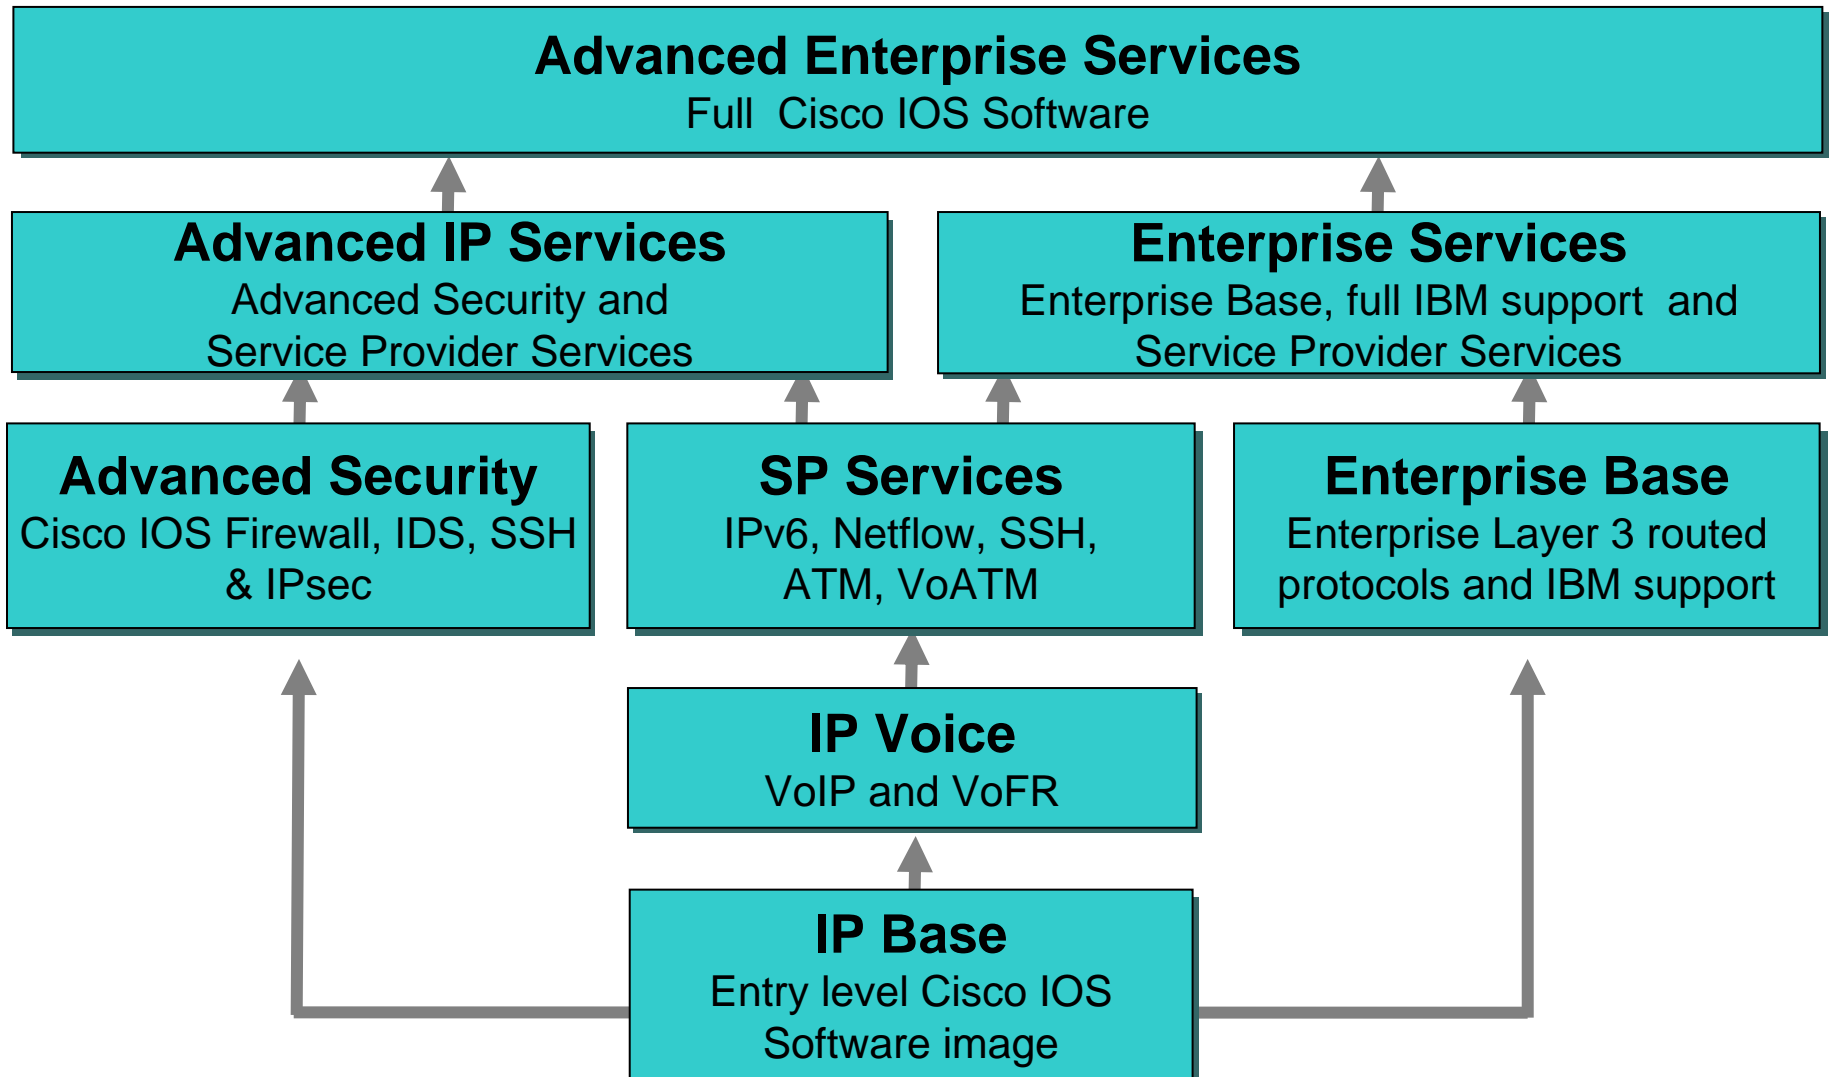 Advanced Enterprise Services
Full Cisco IOS Software
Advanced IP Services
Advanced Security and
Service Provider Services
Enterprise Services
Enterprise Base, full IBM support and
Service Provider Services
Advanced Security
Cisco IOS Firewall, IDS, SSH
& IPsec
SP Services
IPv6, Netflow, SSH,
ATM, VoATM
Enterprise Base
Enterprise Layer 3 routed
protocols and IBM support
IP Voice
VoIP and VoFR
IP Base
Entry level Cisco IOS
Software image